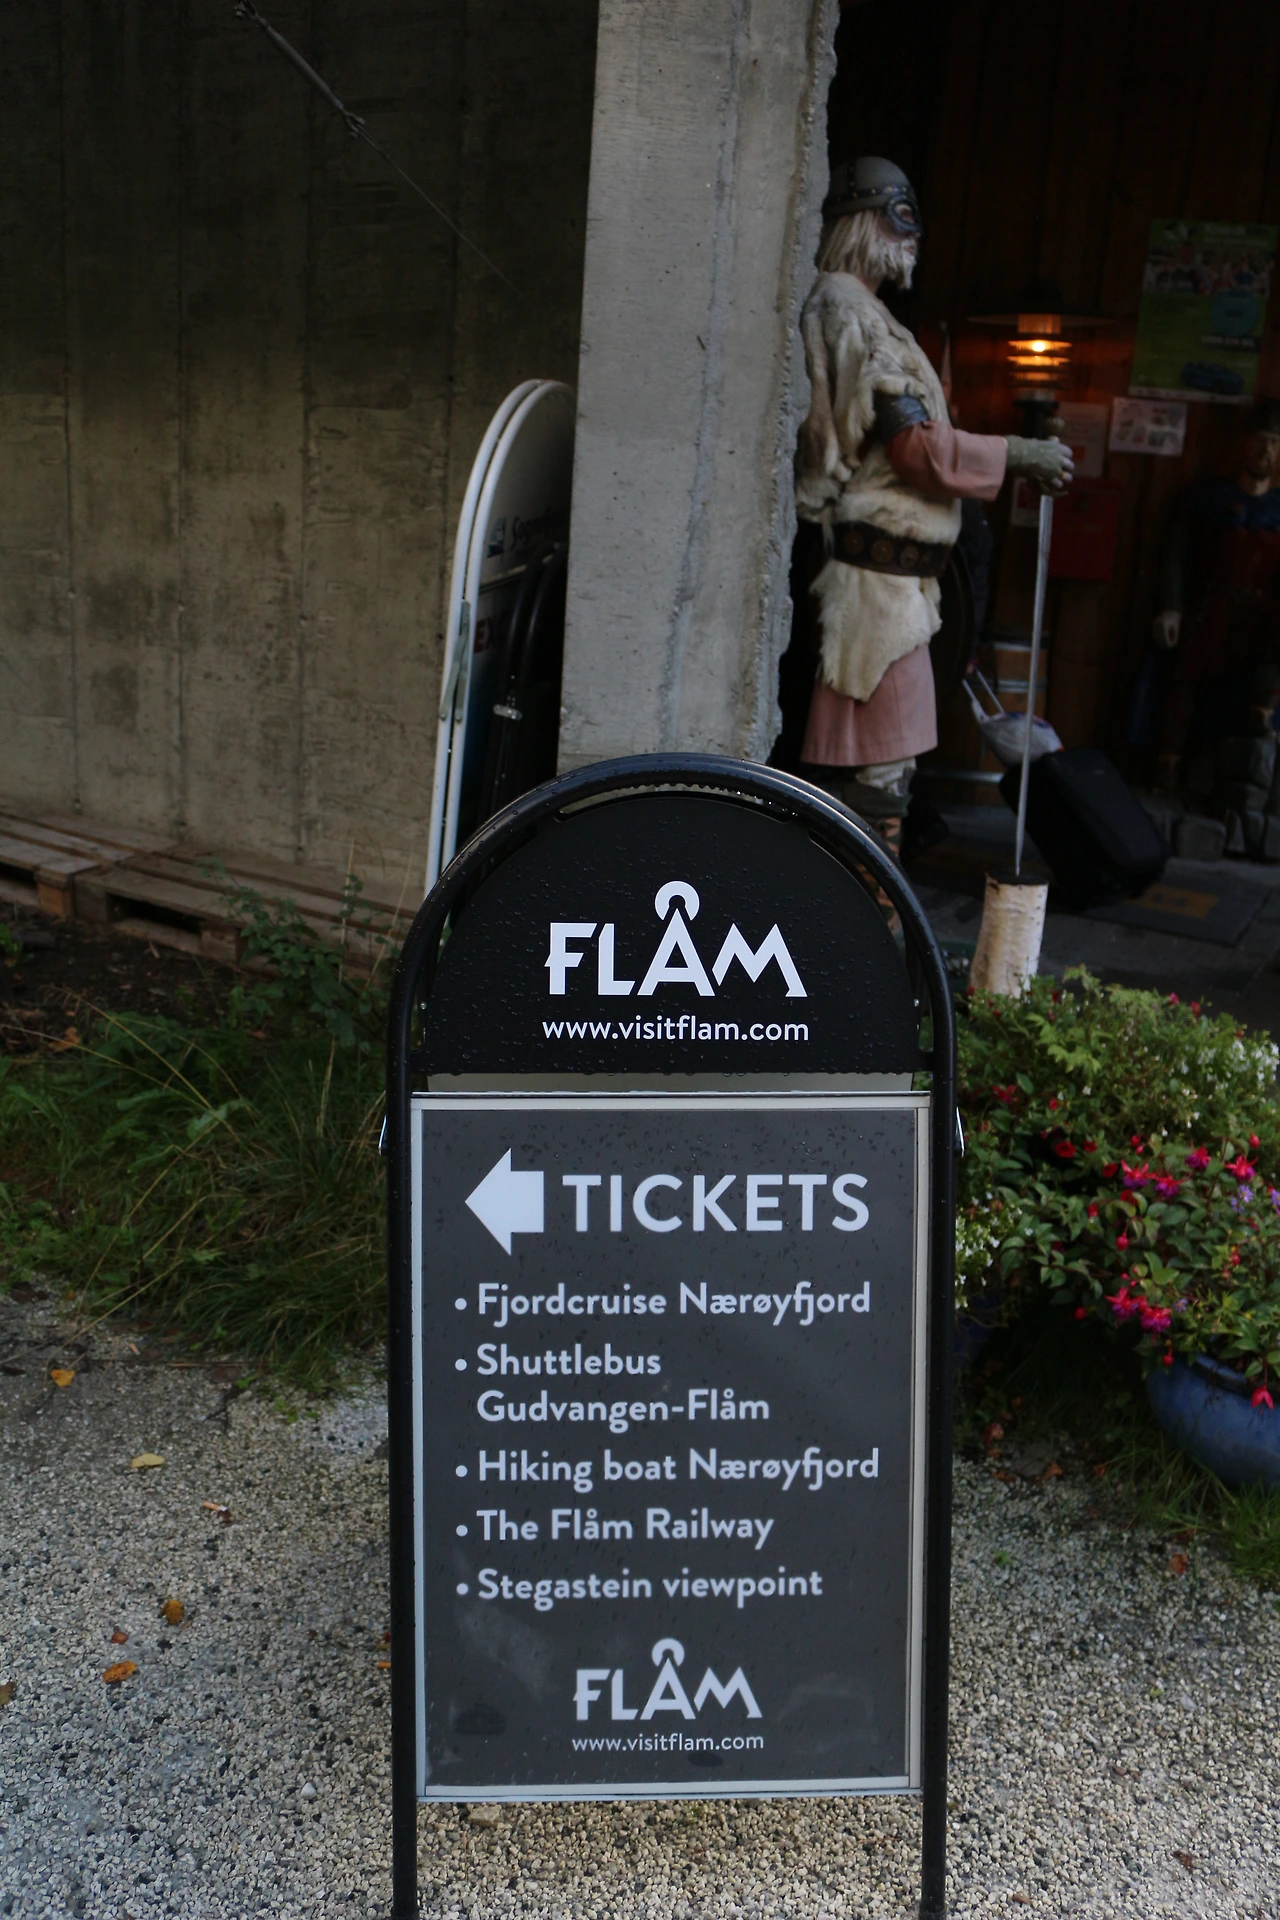 FLÅM
www.visitflam.com
TICKETS
• Fjordcruise Nærøyfjord
• Shuttlebus
Gudvangen-Flåm
• Hiking boat Nærøyfjord
• The Flåm Railway
• Stegastein viewpoint
FLÅM
www.visitflam.com